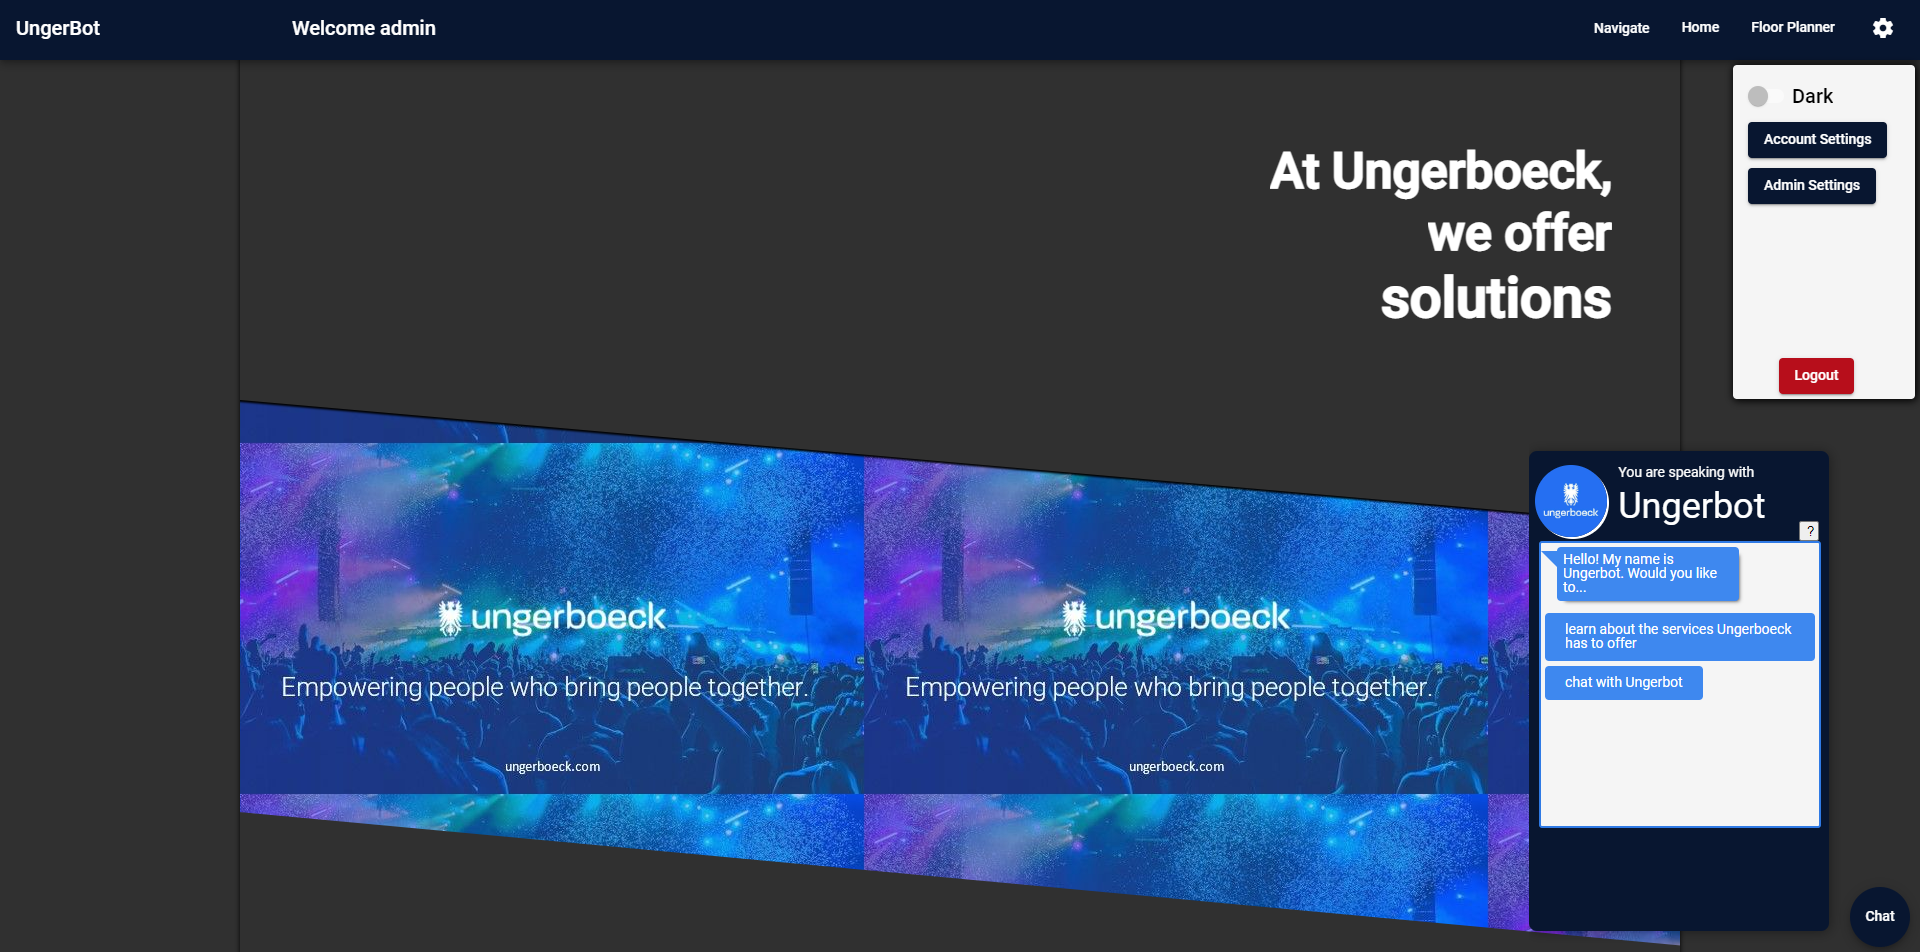 UngerBot
Welcome admin
Navigate
Home
Floor Planner
Dark
Account Settings
Admin Settings
Logout
At Ungerboeck,
we offer
solutions
ungerboeck
Empowering people who bring people together.
ungerboeck.com
ungerboeck
Empowering people who bring people together.
ungerboeck.com
ungerboeck
You are speaking with
Ungerbot
?
Hello! My name is
Ungerbot. Would you like
to...
learn about the services Ungerboeck
has to offer
chat with Ungerbot
Chat